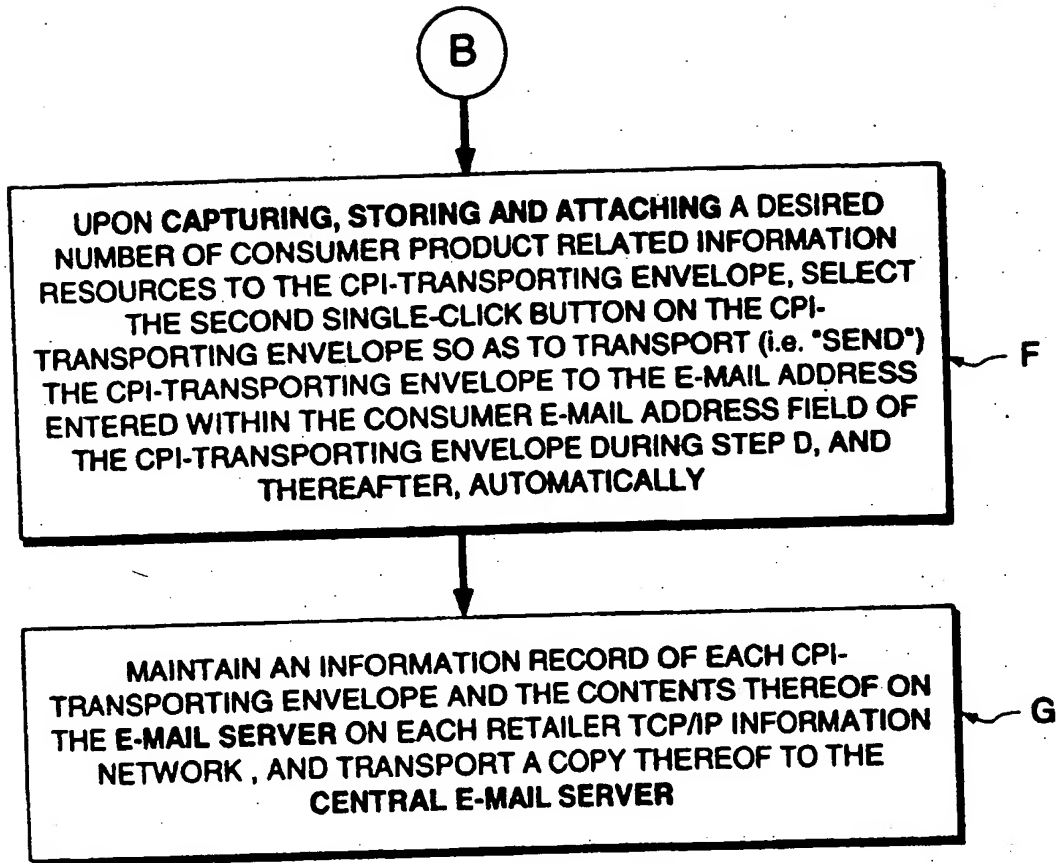 B
UPON CAPTURING, STORING AND ATTACHING A DESIRED
NUMBER OF CONSUMER PRODUCT RELATED INFORMATION
RESOURCES TO THE CPI-TRANSPORTING ENVELOPE, SELECT
THE SECOND SINGLE-CLICK BUTTON ON THE CPI-
TRANSPORTING ENVELOPE SO AS TO TRANSPORT (i.e. "SEND")
THE CPI-TRANSPORTING ENVELOPE TO THE E-MAIL ADDRESS
ENTERED WITHIN THE CONSUMER E-MAIL ADDRESS FIELD OF
THE CPI-TRANSPORTING ENVELOPE DURING STEP D, AND
THEREAFTER, AUTOMATICALLY
F
MAINTAIN AN INFORMATION RECORD OF EACH CPI-
TRANSPORTING ENVELOPE AND THE CONTENTS THEREOF ON
THE E-MAIL SERVER ON EACH RETAILER TCP/IP INFORMATION
NETWORK , AND TRANSPORT A COPY THEREOF TO THE
CENTRAL E-MAIL SERVER
G